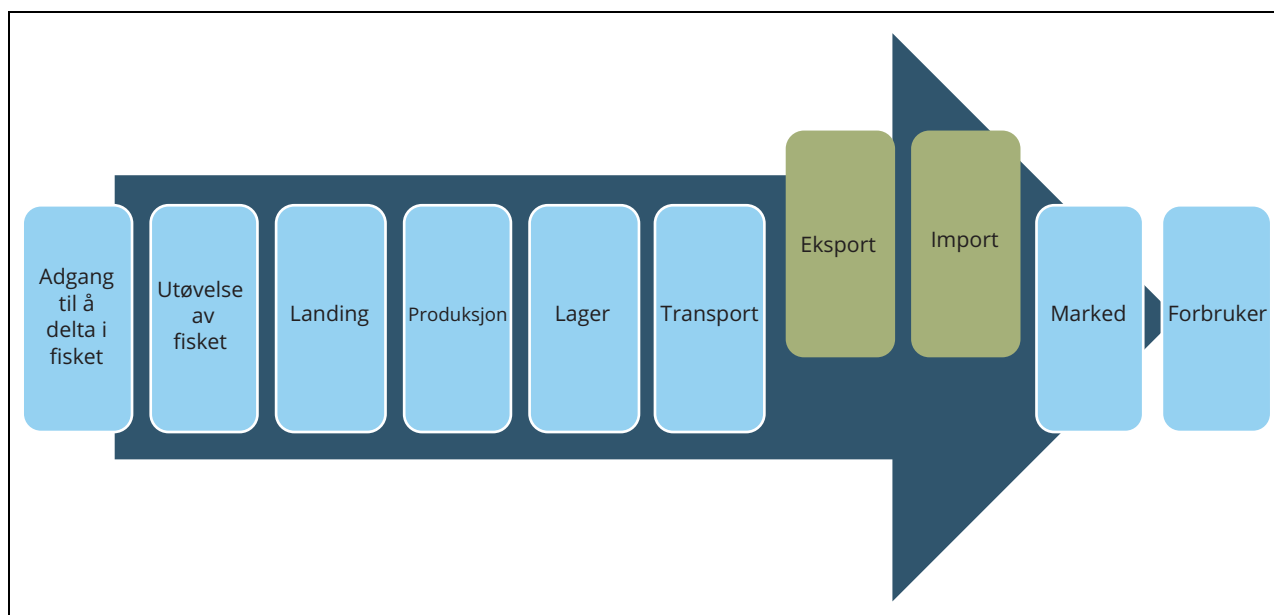 Adgang
til å
delta i
fisket
Utøvelse
av
fisket
Landing
Produksjon
Lager
Transport
Eksport
Import
Marked
Forbruker